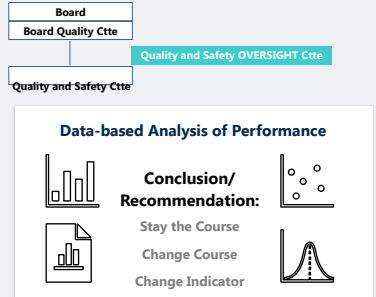 Board
Board Quality Ctte
Quality and Safety OVERSIGHT Ctte
Quality and Safety Ctte
Data-based Analysis of Performance
Conclusion/
Recommendation:
Stay the Course
Change Course
Change Indicator